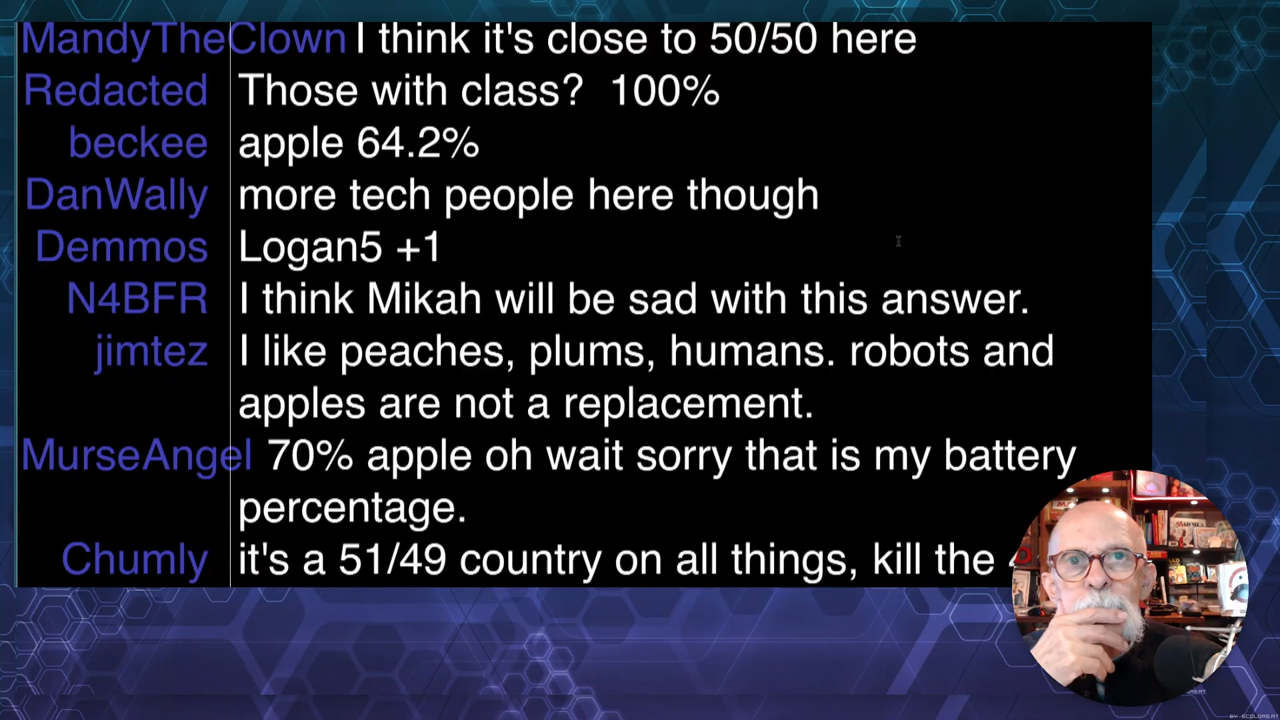 MandyTheClown I think it's close to 50/50 here
Redacted Those with class? 100%
beckee apple 64.2%
DanWally more tech people here though
Demmos Logan5 +1
N4BFR I think Mikah will be sad with this answer.
jimtez I like peaches, plums, humans. robots and
apples are not a replacement.
MurseAngel 70% apple oh wait sorry that is my battery
percentage.
Chumly it's a 51/49 country on all things, kill the